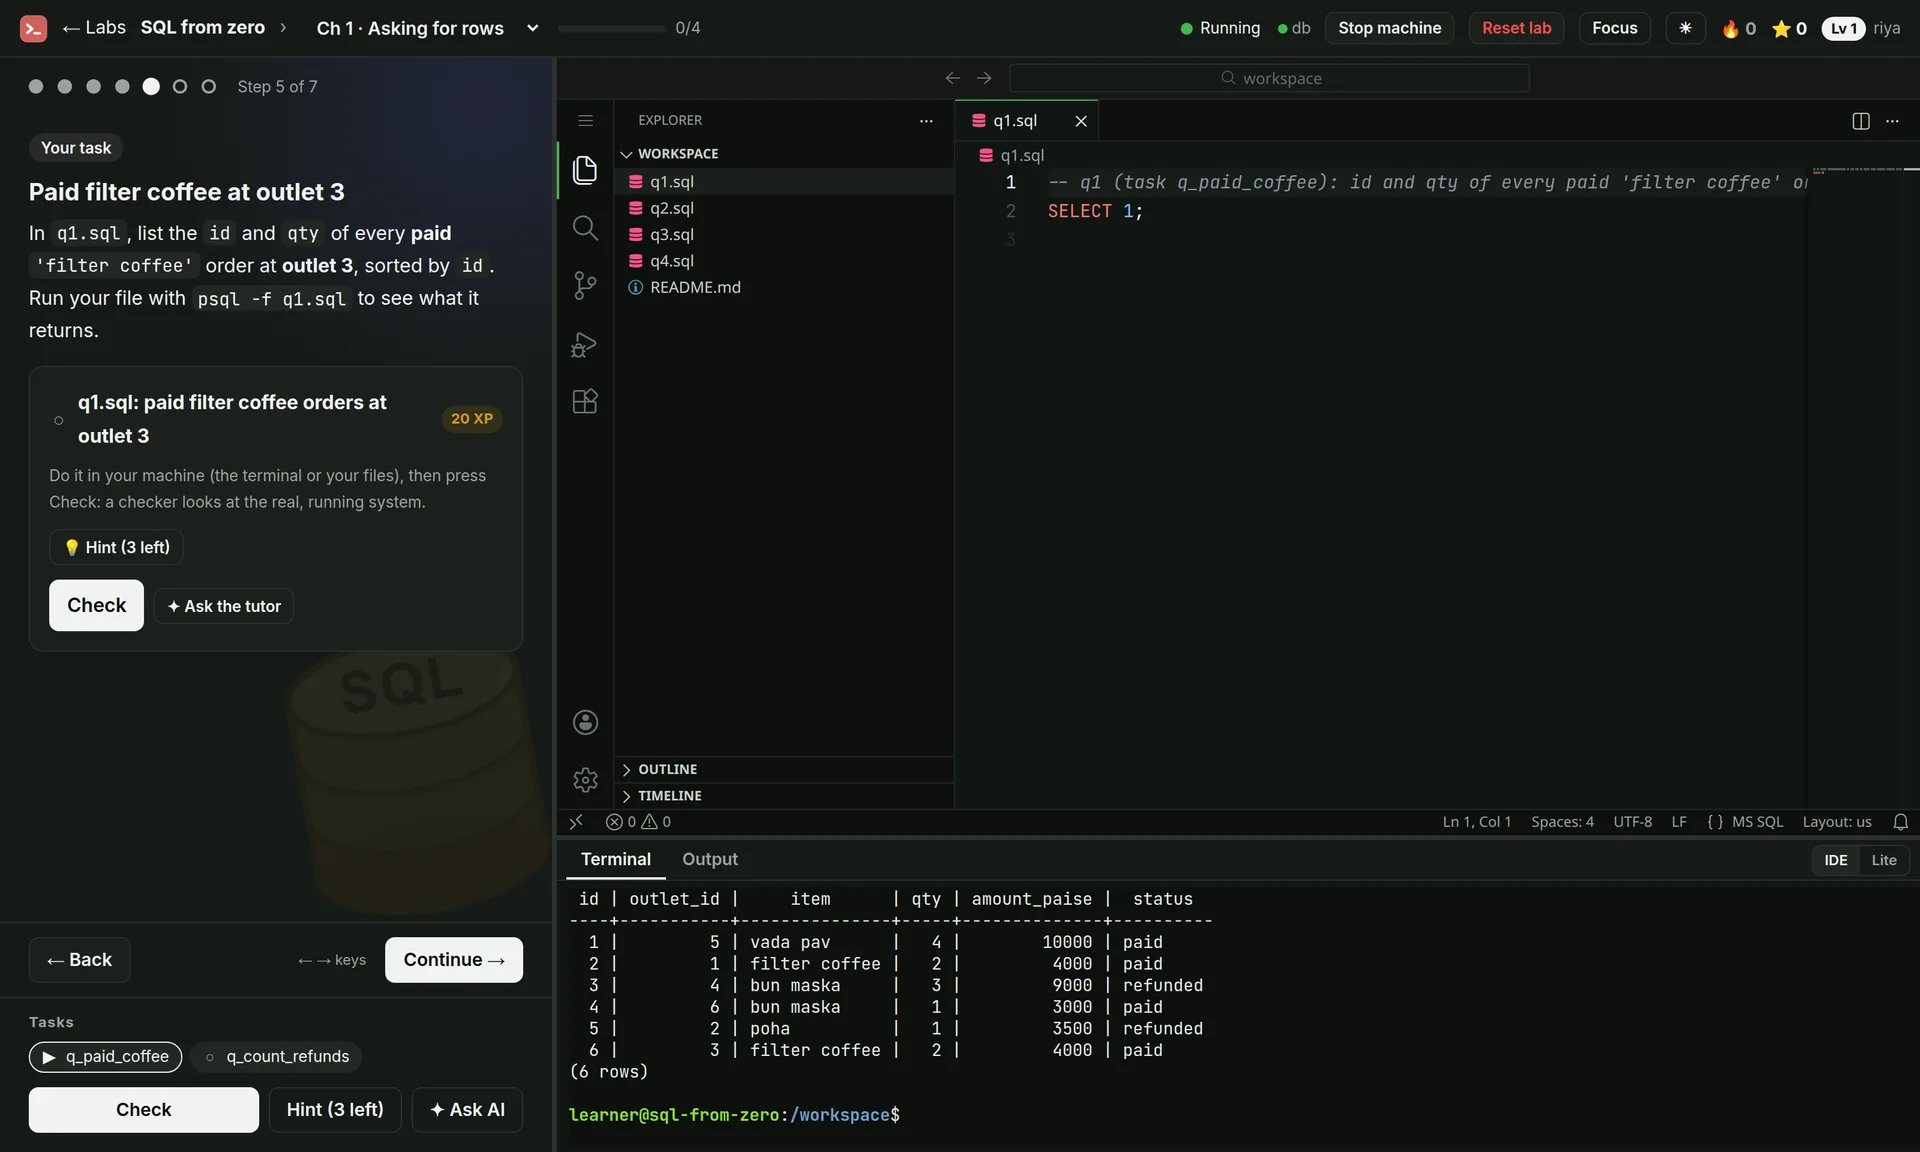 ← Labs SQL from zero › Ch 1 · Asking for rows 0/4 Running db Stop machine Reset lab Focus 0 0 Lv 1 riya
Step 5 of 7
Your task
Paid filter coffee at outlet 3
In q1.sql, list the id and qty of every paid
'filter coffee' order at outlet 3, sorted by id.
Run your file with psql -f q1.sql to see what it
returns.
q1.sql: paid filter coffee orders at
outlet 3
20 XP
Do it in your machine (the terminal or your files), then press
Check: a checker looks at the real, running system.
Hint (3 left)
Check ✦ Ask the tutor
SQL
← Back ← → keys Continue →
Tasks
▶ q_paid_coffee ○ q_count_refunds
Check Hint (3 left) ✦ Ask AI
← → workspace
EXPLORER ···
WORKSPACE
q1.sql
q2.sql
q3.sql
q4.sql
README.md
OUTLINE
TIMELINE
q1.sql
q1.sql
1 -- q1 (task q_paid_coffee): id and qty of every paid 'filter coffee'
2 SELECT 1;
3
0 0 Ln 1, Col 1 Spaces: 4 UTF-8 LF { } MS SQL Layout: us
Terminal Output IDE Lite
id | outlet_id | item | qty | amount_paise | status
----+-----------+---------------+-----+--------------+----------
1 | 5 | vada pav | 4 | 10000 | paid
2 | 1 | filter coffee | 2 | 4000 | paid
3 | 4 | bun maska | 3 | 9000 | refunded
4 | 6 | bun maska | 1 | 3000 | paid
5 | 2 | poha | 1 | 3500 | refunded
6 | 3 | filter coffee | 2 | 4000 | paid
(6 rows)
learner@sql-from-zero:/workspace$